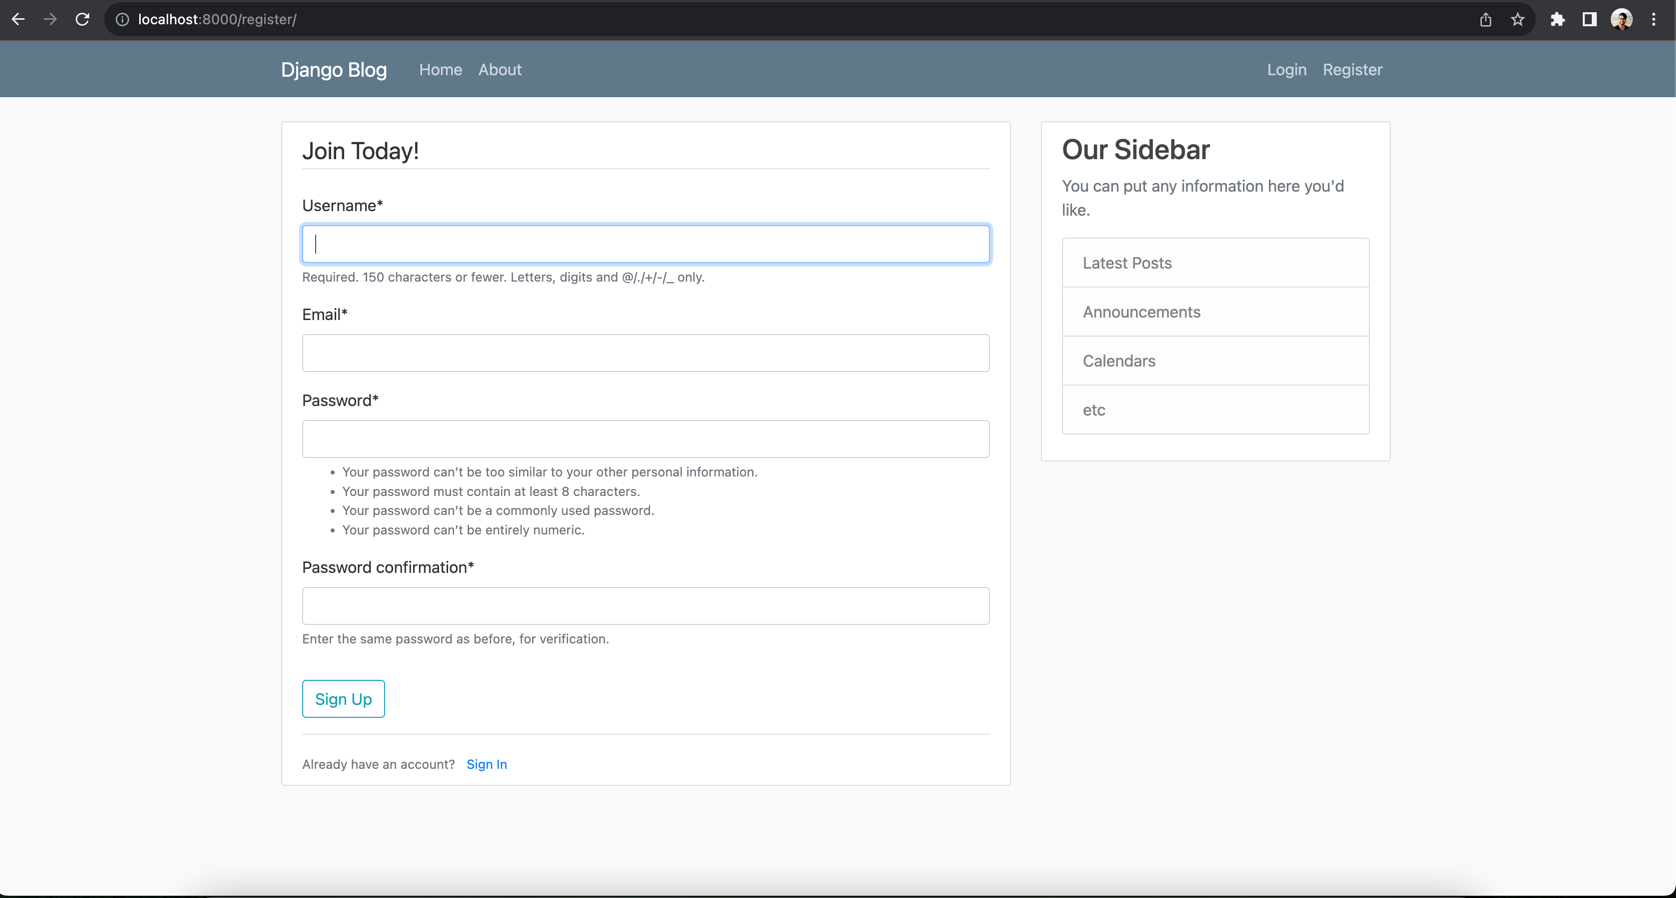 localhost:8000/register/
Django Blog Home About Login Register
Join Today!
Username*
Required. 150 characters or fewer. Letters, digits and @/./+/-/_ only.
Email*
Password*
• Your password can’t be too similar to your other personal information.
• Your password must contain at least 8 characters.
• Your password can’t be a commonly used password.
• Your password can’t be entirely numeric.
Password confirmation*
Enter the same password as before, for verification.
Sign Up
Already have an account? Sign In
Our Sidebar
You can put any information here you'd
like.
Latest Posts
Announcements
Calendars
etc